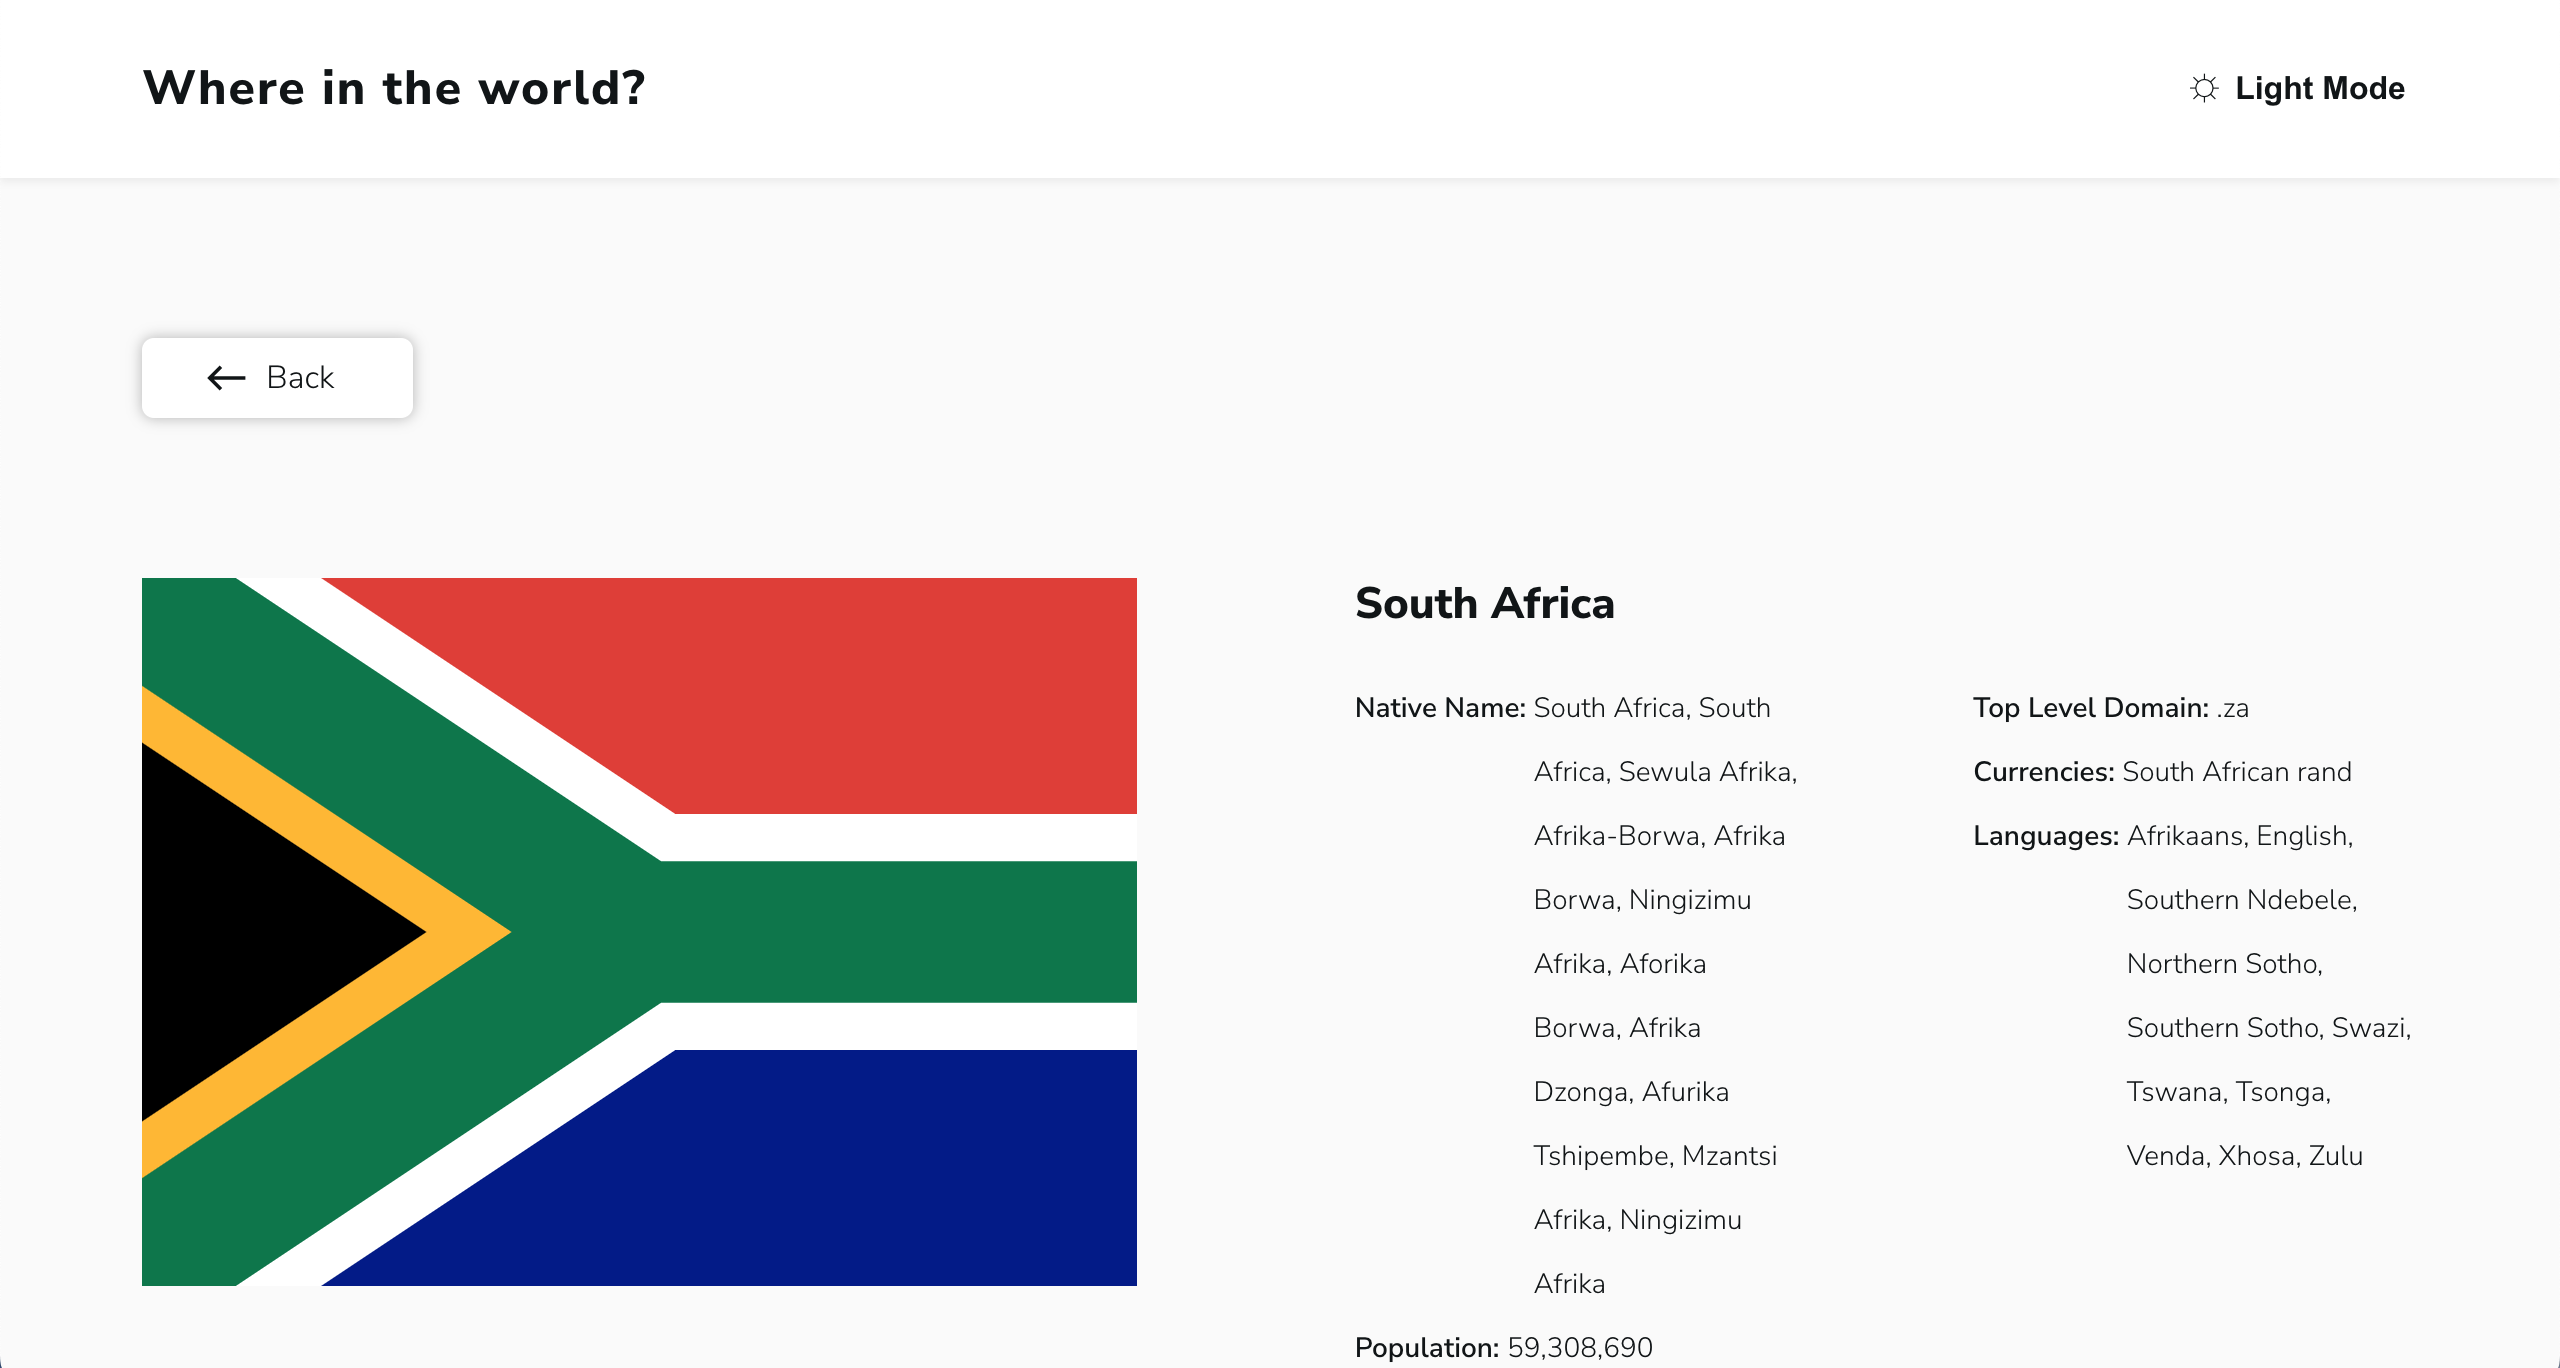 Where in the world?
Light Mode
Back
South Africa
Native Name: South Africa, South
Africa, Sewula Afrika,
Afrika-Borwa, Afrika
Borwa, Ningizimu
Afrika, Aforika
Borwa, Afrika
Dzonga, Afurika
Tshipembe, Mzantsi
Afrika, Ningizimu
Afrika
Population: 59,308,690
Top Level Domain: .za
Currencies: South African rand
Languages: Afrikaans, English,
Southern Ndebele,
Northern Sotho,
Southern Sotho, Swazi,
Tswana, Tsonga,
Venda, Xhosa, Zulu